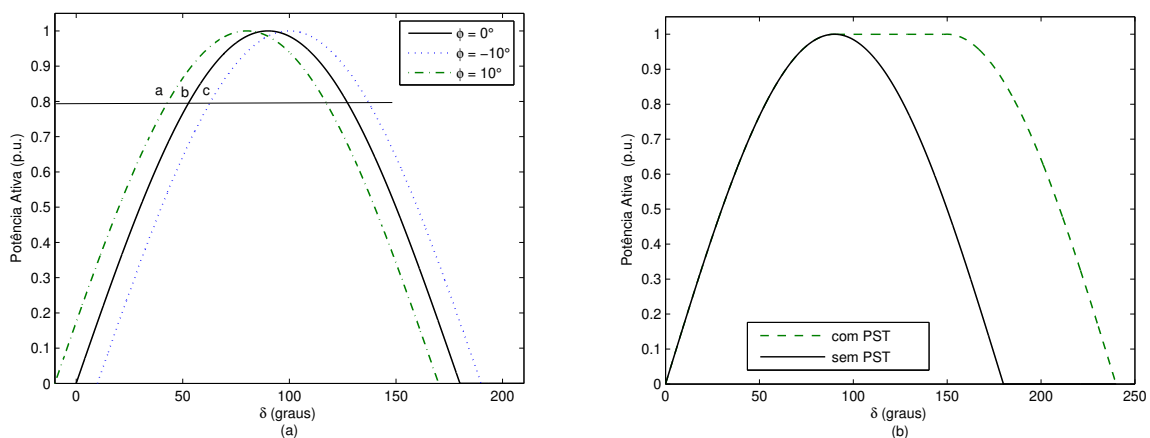 1
0.9
0.8
0.7
0.6
0.5
0.4
0.3
0.2
0.1
0
Potência Ativa (p.u.)
a
b
c
ϕ = 0°
ϕ = −10°
ϕ = 10°
0
50
100
150
200
δ (graus)
(a)
1
0.9
0.8
0.7
0.6
0.5
0.4
0.3
0.2
0.1
0
Potência Ativa (p.u.)
com PST
sem PST
0
50
100
150
200
250
δ (graus)
(b)